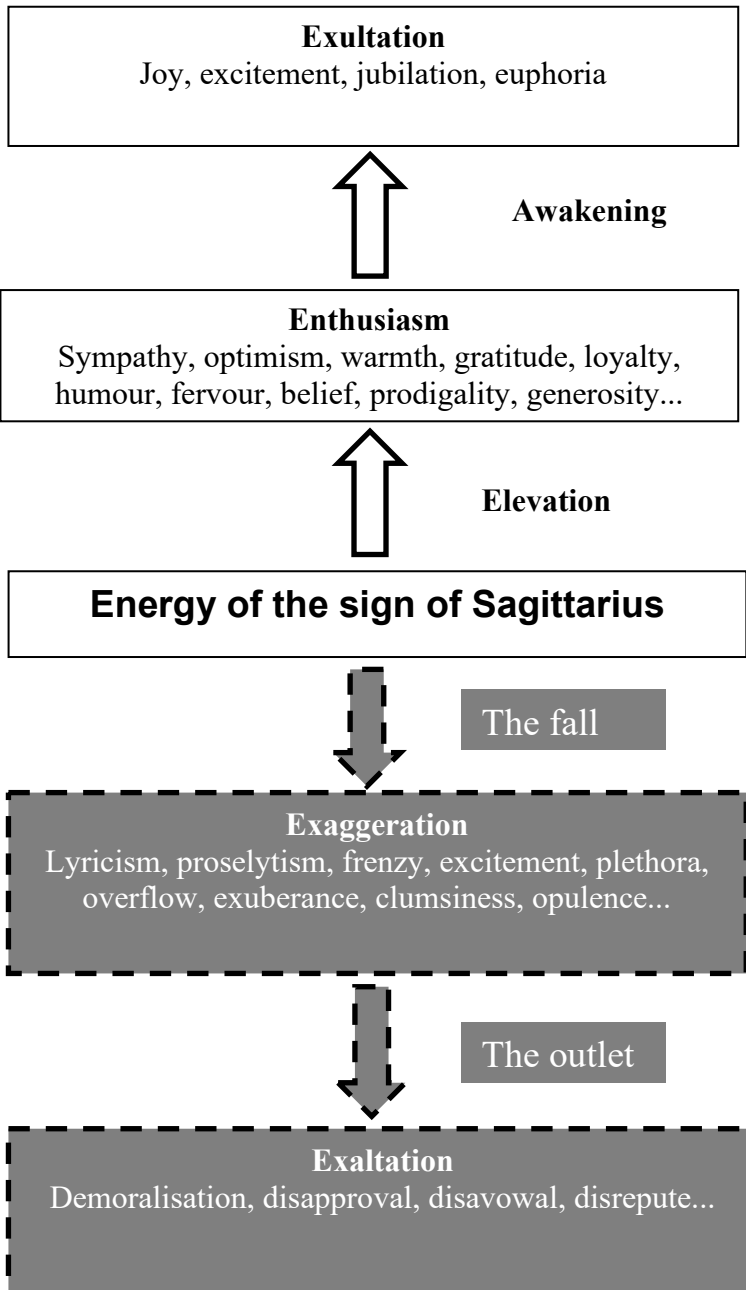 Exultation
Joy, excitement, jubilation, euphoria
Awakening
Enthusiasm
Sympathy, optimism, warmth, gratitude, loyalty,
humour, fervour, belief, prodigality, generosity...
Elevation
Energy of the sign of Sagittarius
The fall
Exaggeration
Lyricism, proselytism, frenzy, excitement, plethora,
overflow, exuberance, clumsiness, opulence...
The outlet
Exaltation
Demoralisation, disapproval, disavowal, disrepute...